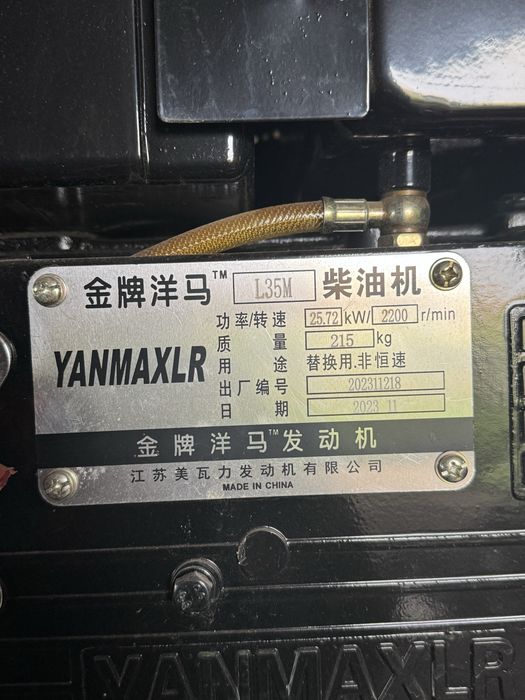 金牌洋马™ L35M 柴油机
功率/转速 25.72 kW/ 2200 r/min
质 量 215 kg
YANMAXLR
用 途 替换用.非恒速
出厂编号 202311218
日 期 2023 11
金牌洋马™发动机
江苏美瓦力发动机有限公司
MADE IN CHINA
YANMAXLR